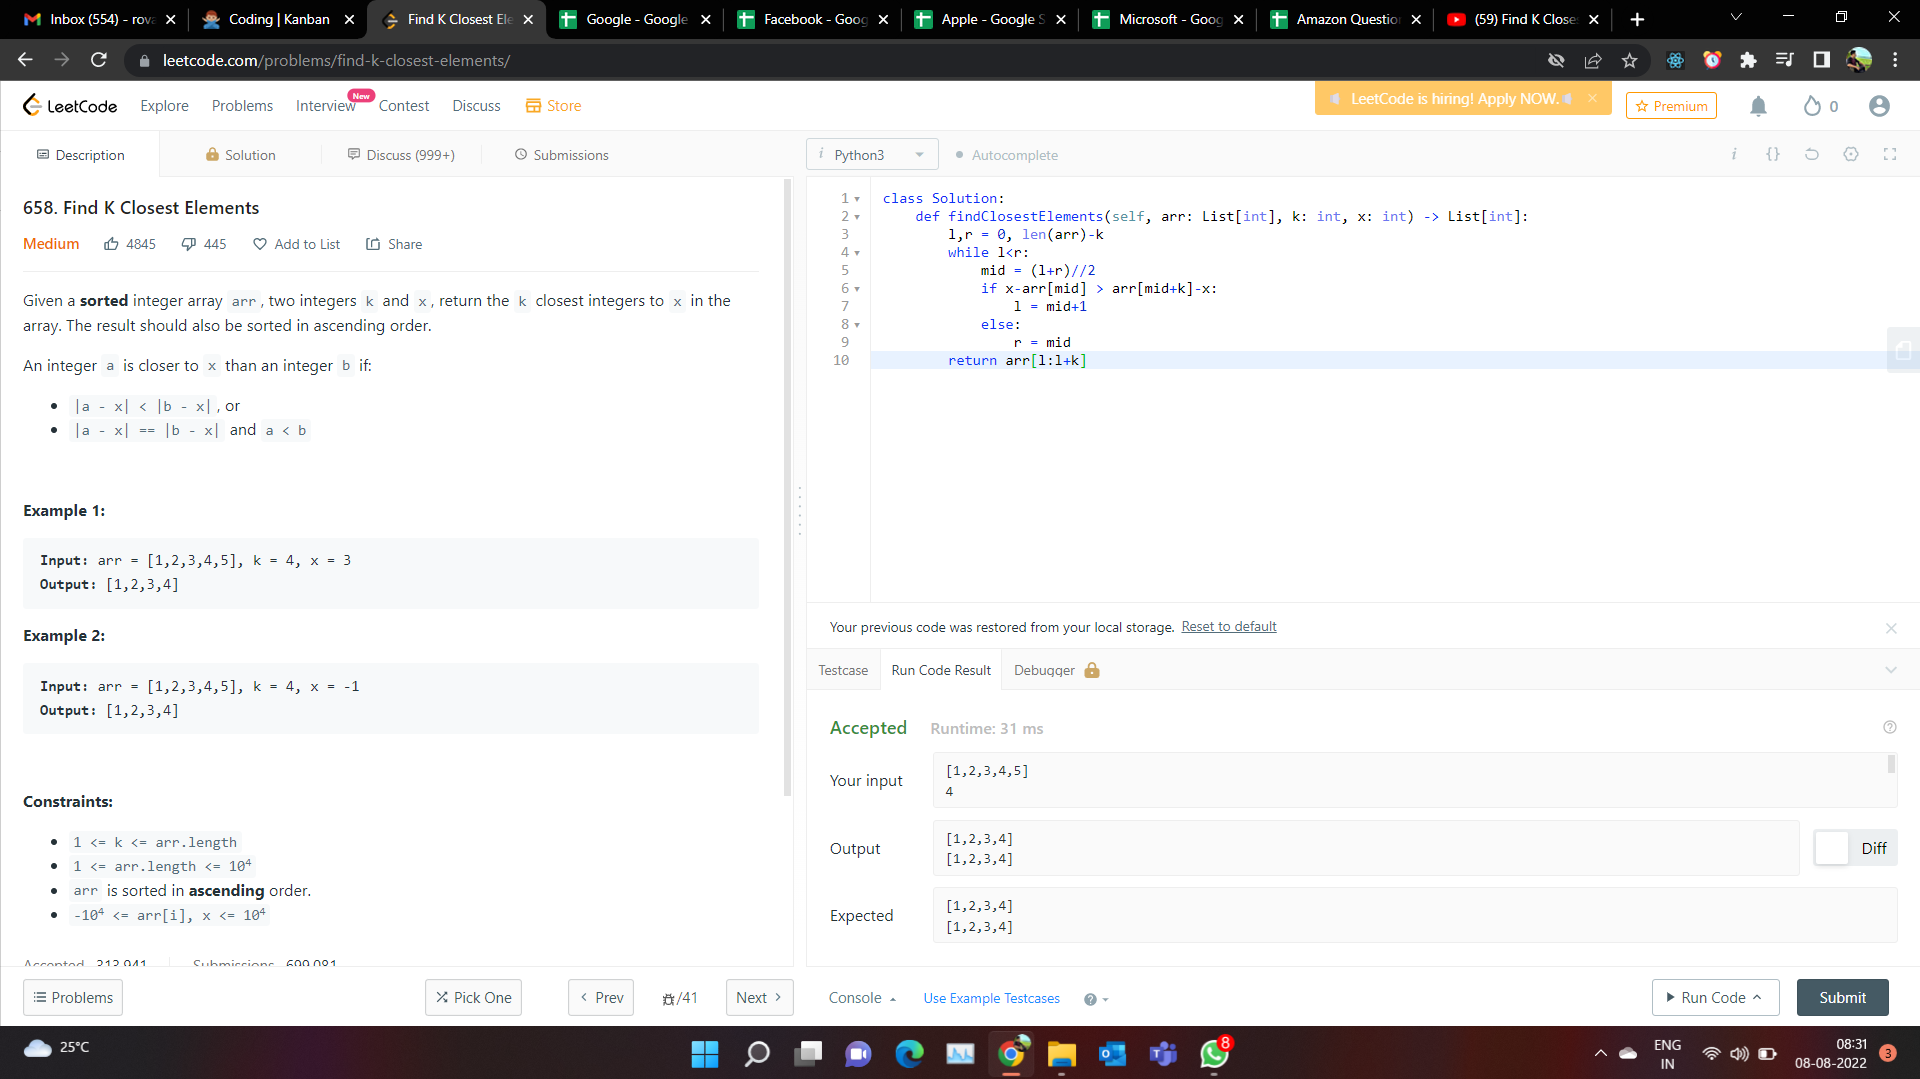 Inbox (554) - rova
Coding | Kanban
Find K Closest Ele
Google - Google
Facebook - Goog
Apple - Google S
Microsoft - Goog
Amazon Question
(59) Find K Close
leetcode.com/problems/find-k-closest-elements/
LeetCode
Explore
Problems
Interview
New
Contest
Discuss
Store
LeetCode is hiring! Apply NOW.
Premium
0
Description
Solution
Discuss (999+)
Submissions
i Python3
Autocomplete
658. Find K Closest Elements
Medium 4845 445 Add to List Share
Given a sorted integer array arr, two integers k and x, return the k closest integers to x in the
array. The result should also be sorted in ascending order.
An integer a is closer to x than an integer b if:
• |a - x| < |b - x|, or
• |a - x| == |b - x| and a < b
Example 1:
Input: arr = [1,2,3,4,5], k = 4, x = 3
Output: [1,2,3,4]
Example 2:
Input: arr = [1,2,3,4,5], k = 4, x = -1
Output: [1,2,3,4]
Constraints:
• 1 <= k <= arr.length
• 1 <= arr.length <= 10⁴
• arr is sorted in ascending order.
• -10⁴ <= arr[i], x <= 10⁴
Accepted 313,941 Submissions 699,081
Problems
Pick One
Prev
/41
Next
1 class Solution:
2 def findClosestElements(self, arr: List[int], k: int, x: int) -> List[int]:
3 l,r = 0, len(arr)-k
4 while l<r:
5 mid = (l+r)//2
6 if x-arr[mid] > arr[mid+k]-x:
7 l = mid+1
8 else:
9 r = mid
10 return arr[l:l+k]
Your previous code was restored from your local storage. Reset to default
Testcase
Run Code Result
Debugger
Accepted Runtime: 31 ms
Your input
[1,2,3,4,5]
4
Output
[1,2,3,4]
[1,2,3,4]
Diff
Expected
[1,2,3,4]
[1,2,3,4]
Console
Use Example Testcases
Run Code
Submit
25°C
8
ENG
IN
08:31
08-08-2022
3